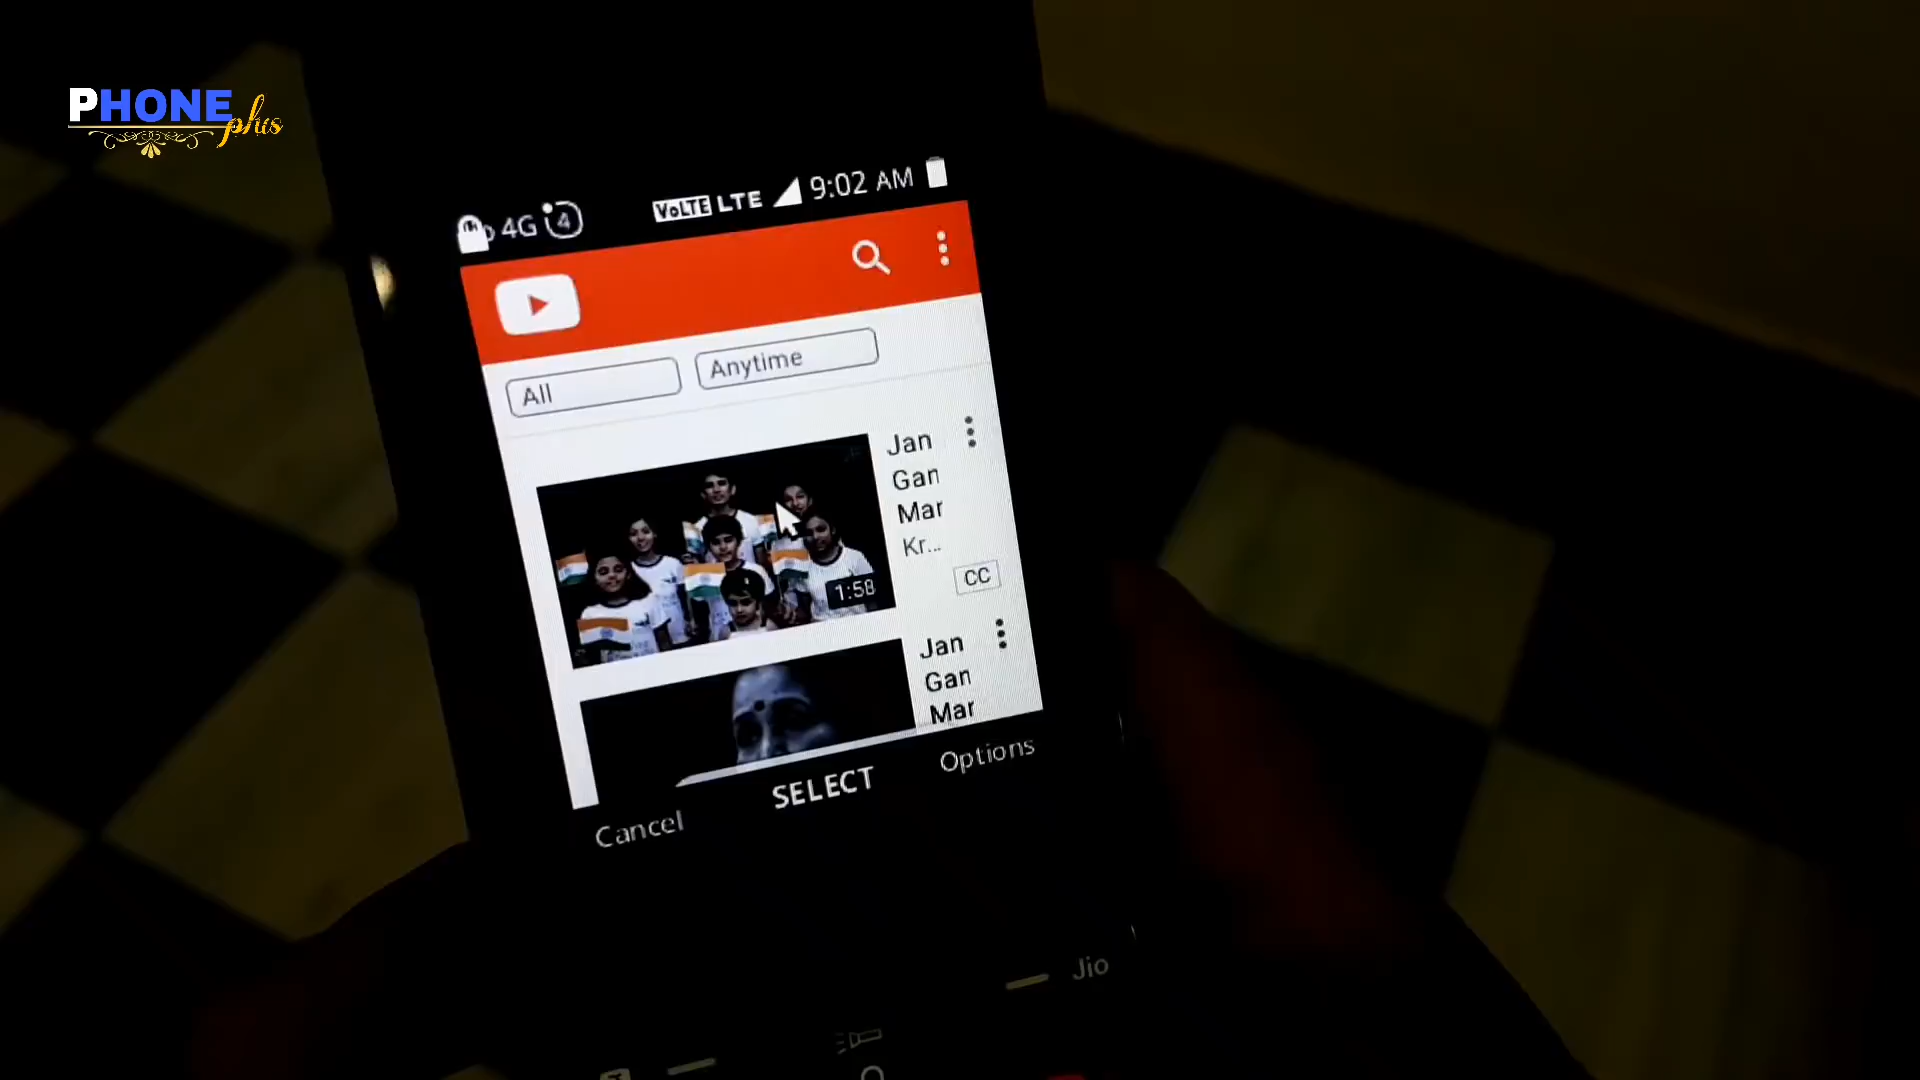 PHONE
plus
4G 4 VoLTE LTE 9:02 AM
All
Anytime
Jan
Gan
Mar
Kr...
CC
1:58
Jan
Gan
Mar
Cancel
SELECT
Options
Jio